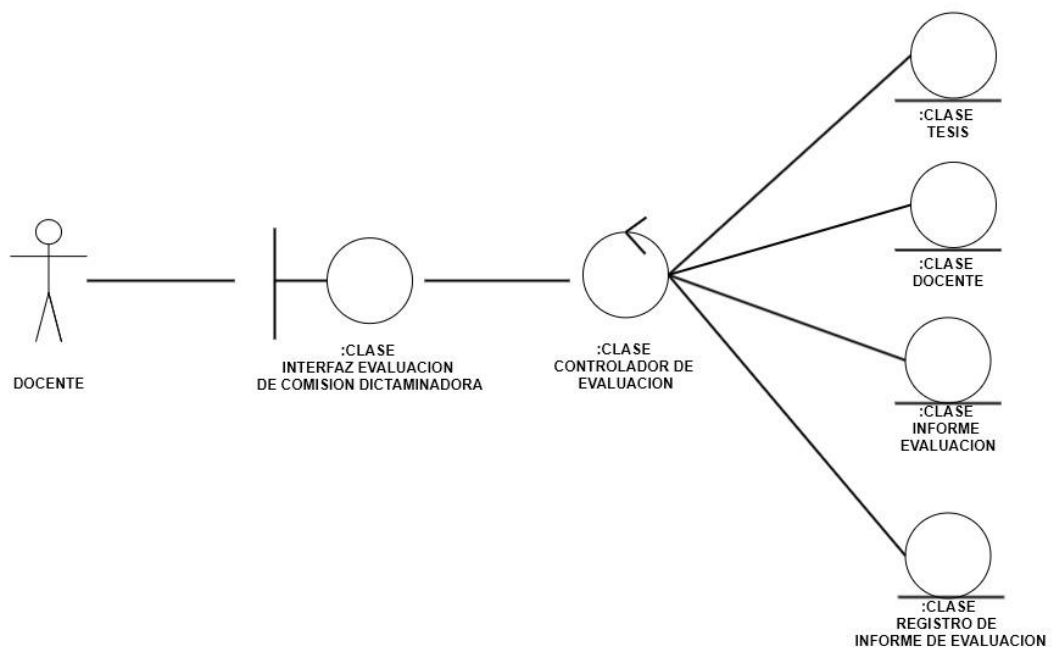 DOCENTE
:CLASE
INTERFAZ EVALUACION
DE COMISION DICTAMINADORA
:CLASE
CONTROLADOR DE
EVALUACION
:CLASE
TESIS
:CLASE
DOCENTE
:CLASE
INFORME
EVALUACION
:CLASE
REGISTRO DE
INFORME DE EVALUACION